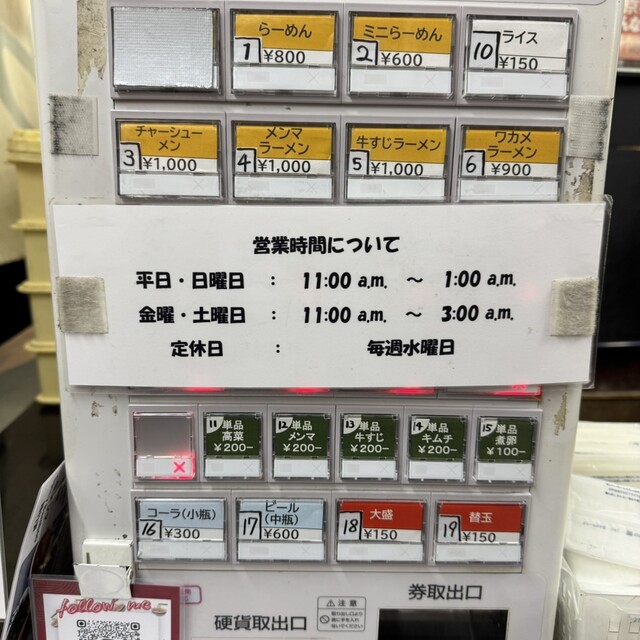 らーめん
1 ¥800
ミニらーめん
2 ¥600
ライス
10 ¥150
チャーシュー
メン
3 ¥1,000
メンマ
ラーメン
4 ¥1,000
牛すじラーメン
5 ¥1,000
ワカメ
ラーメン
6 ¥900
営業時間について
平日・日曜日 : 11:00 a.m. ～ 1:00 a.m.
金曜・土曜日 : 11:00 a.m. ～ 3:00 a.m.
定休日 : 毎週水曜日
11 単品
高菜
¥200-
12 単品
メンマ
¥200-
13 単品
牛すじ
¥200-
14 単品
キムチ
¥200-
15 単品
煮卵
¥100-
コーラ(小瓶)
16 ¥300
ビール
(中瓶)
17 ¥600
大盛
18 ¥150
替玉
19 ¥150
follow me
硬貨取出口
⚠注意
券取出口